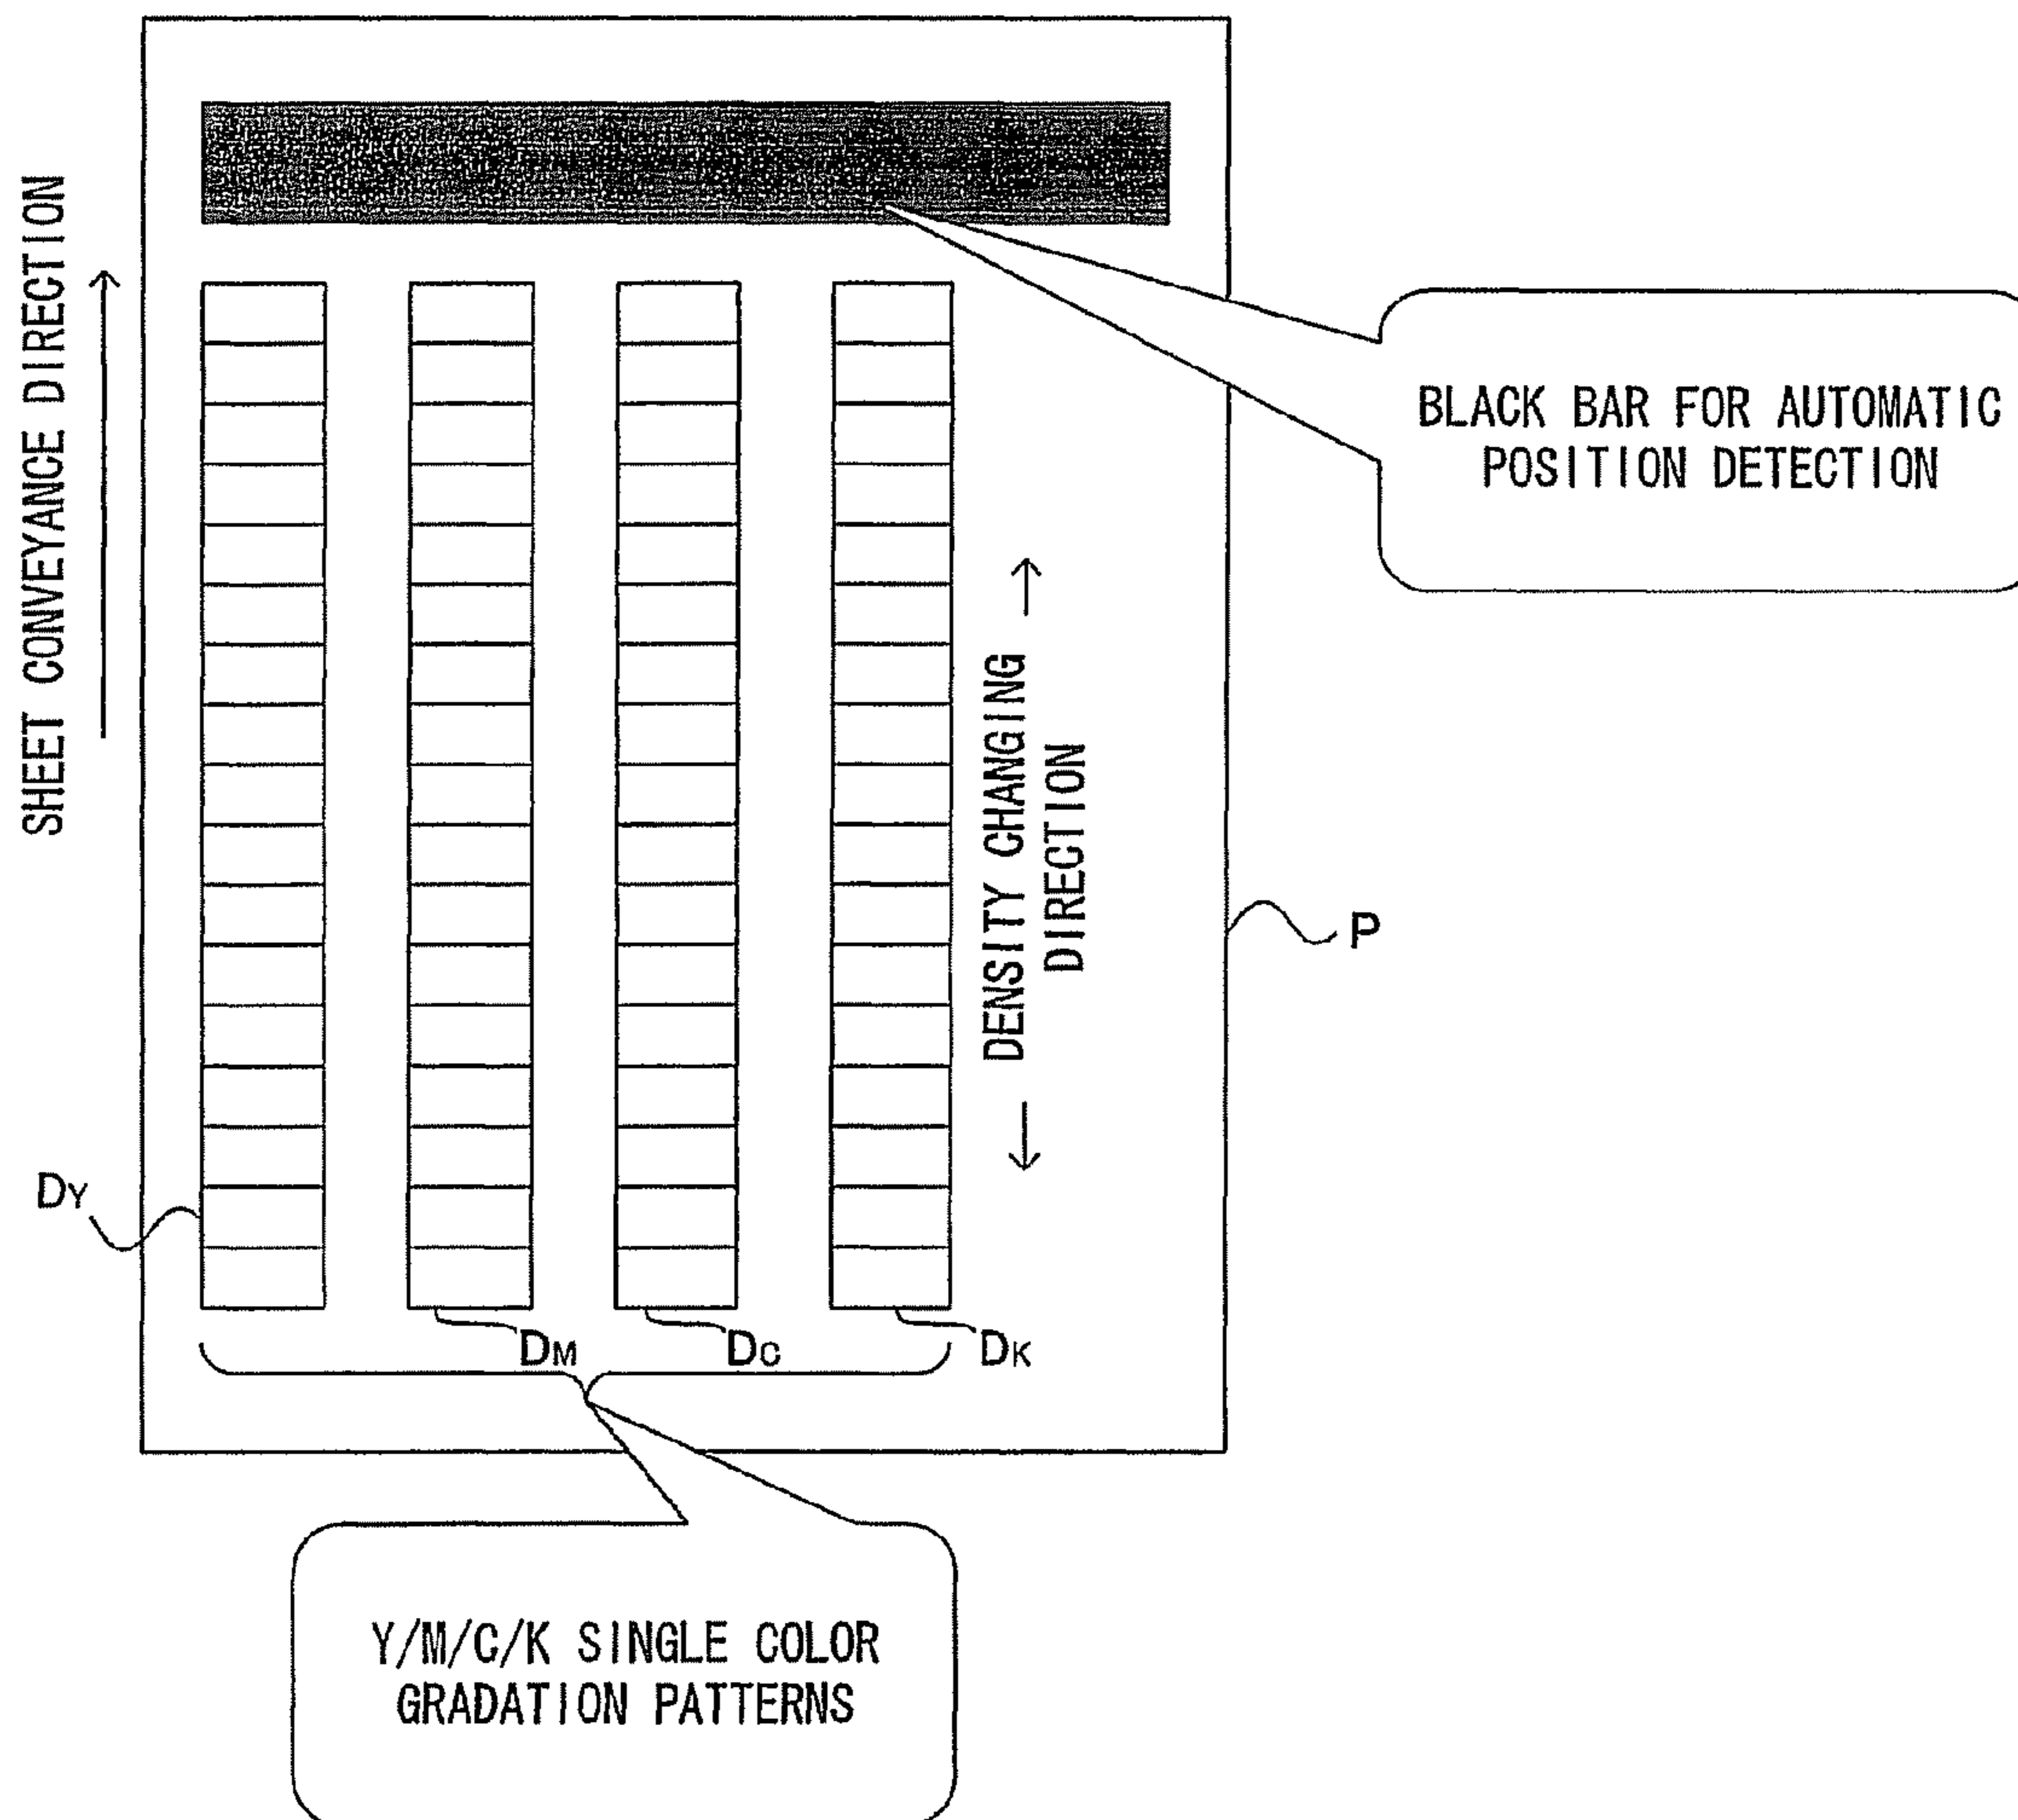 SHEET CONVEYANCE DIRECTION
BLACK BAR FOR AUTOMATIC
POSITION DETECTION
DENSITY CHANGING
DIRECTION
P
DY
DM
DC
DK
Y/M/C/K SINGLE COLOR
GRADATION PATTERNS